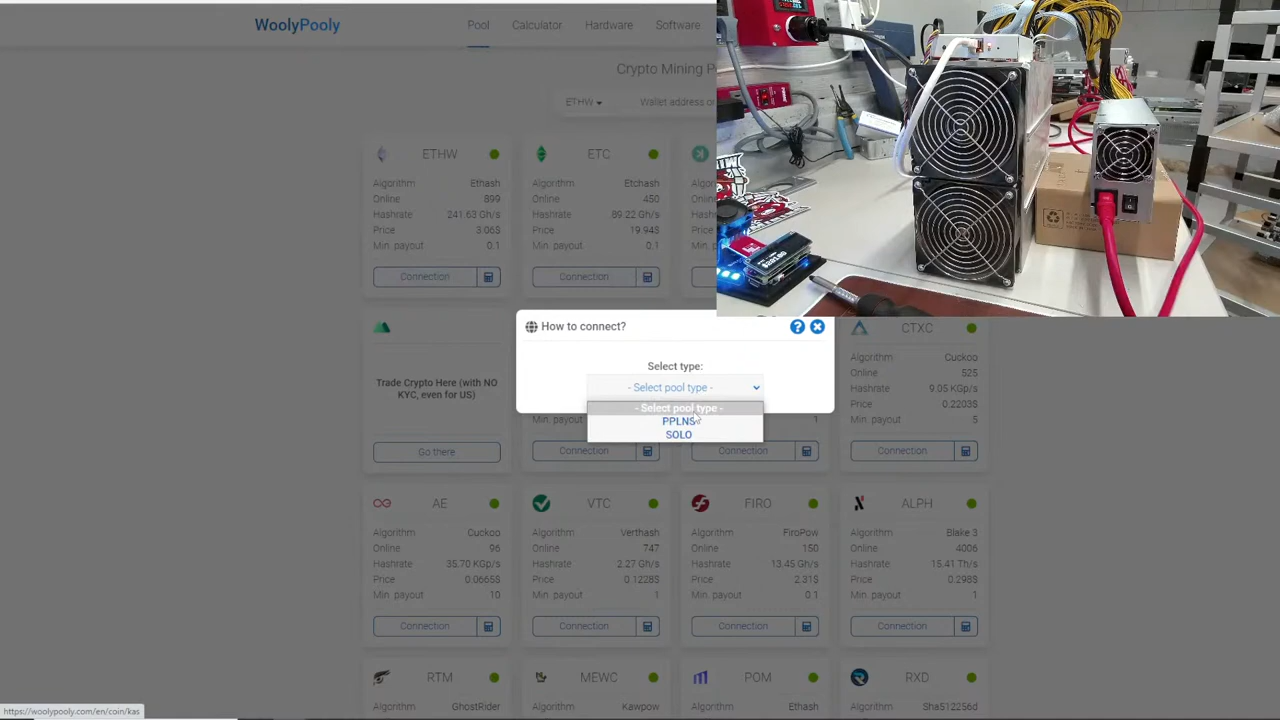 WoolyPooly
Pool
Calculator
Hardware
Software
Crypto Mining P
ETHW
Wallet address or
ETHW
Algorithm Ethash
Online 899
Hashrate 241.63 Gh/s
Price 3.06$
Min. payout 0.1
Connection
ETC
Algorithm Etchash
Online 450
Hashrate 89.22 Gh/s
Price 19.94$
Min. payout 0.1
Connection
Algorithm
Online
Hashrate
Price
Min. payout
How to connect?
Select type:
- Select pool type -
- Select pool type -
PPLNS
SOLO
Trade Crypto Here (with NO
KYC, even for US)
Go there
Min. payout
1
Connection
Connection
CTXC
Algorithm Cuckoo
Online 525
Hashrate 9.05 KGp/s
Price 0.2203$
Min. payout 5
Connection
AE
Algorithm Cuckoo
Online 96
Hashrate 35.70 KGp/s
Price 0.0665$
Min. payout 10
Connection
VTC
Algorithm Verthash
Online 747
Hashrate 2.27 Gh/s
Price 0.1228$
Min. payout 1
Connection
FIRO
Algorithm FiroPow
Online 150
Hashrate 13.45 Gh/s
Price 2.31$
Min. payout 0.1
Connection
ALPH
Algorithm Blake 3
Online 4006
Hashrate 15.41 Th/s
Price 0.298$
Min. payout 1
Connection
RTM
Algorithm GhostRider
MEWC
Algorithm Kawpow
POM
Algorithm Ethash
RXD
Algorithm Sha512256d
https://woolypooly.com/en/coin/kas